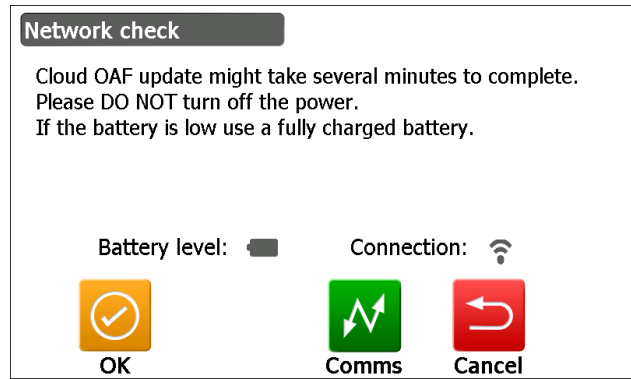 Network check
Cloud OAF update might take several minutes to complete.
Please DO NOT turn off the power.
If the battery is low use a fully charged battery.
Battery level: Connection:
OK Comms Cancel